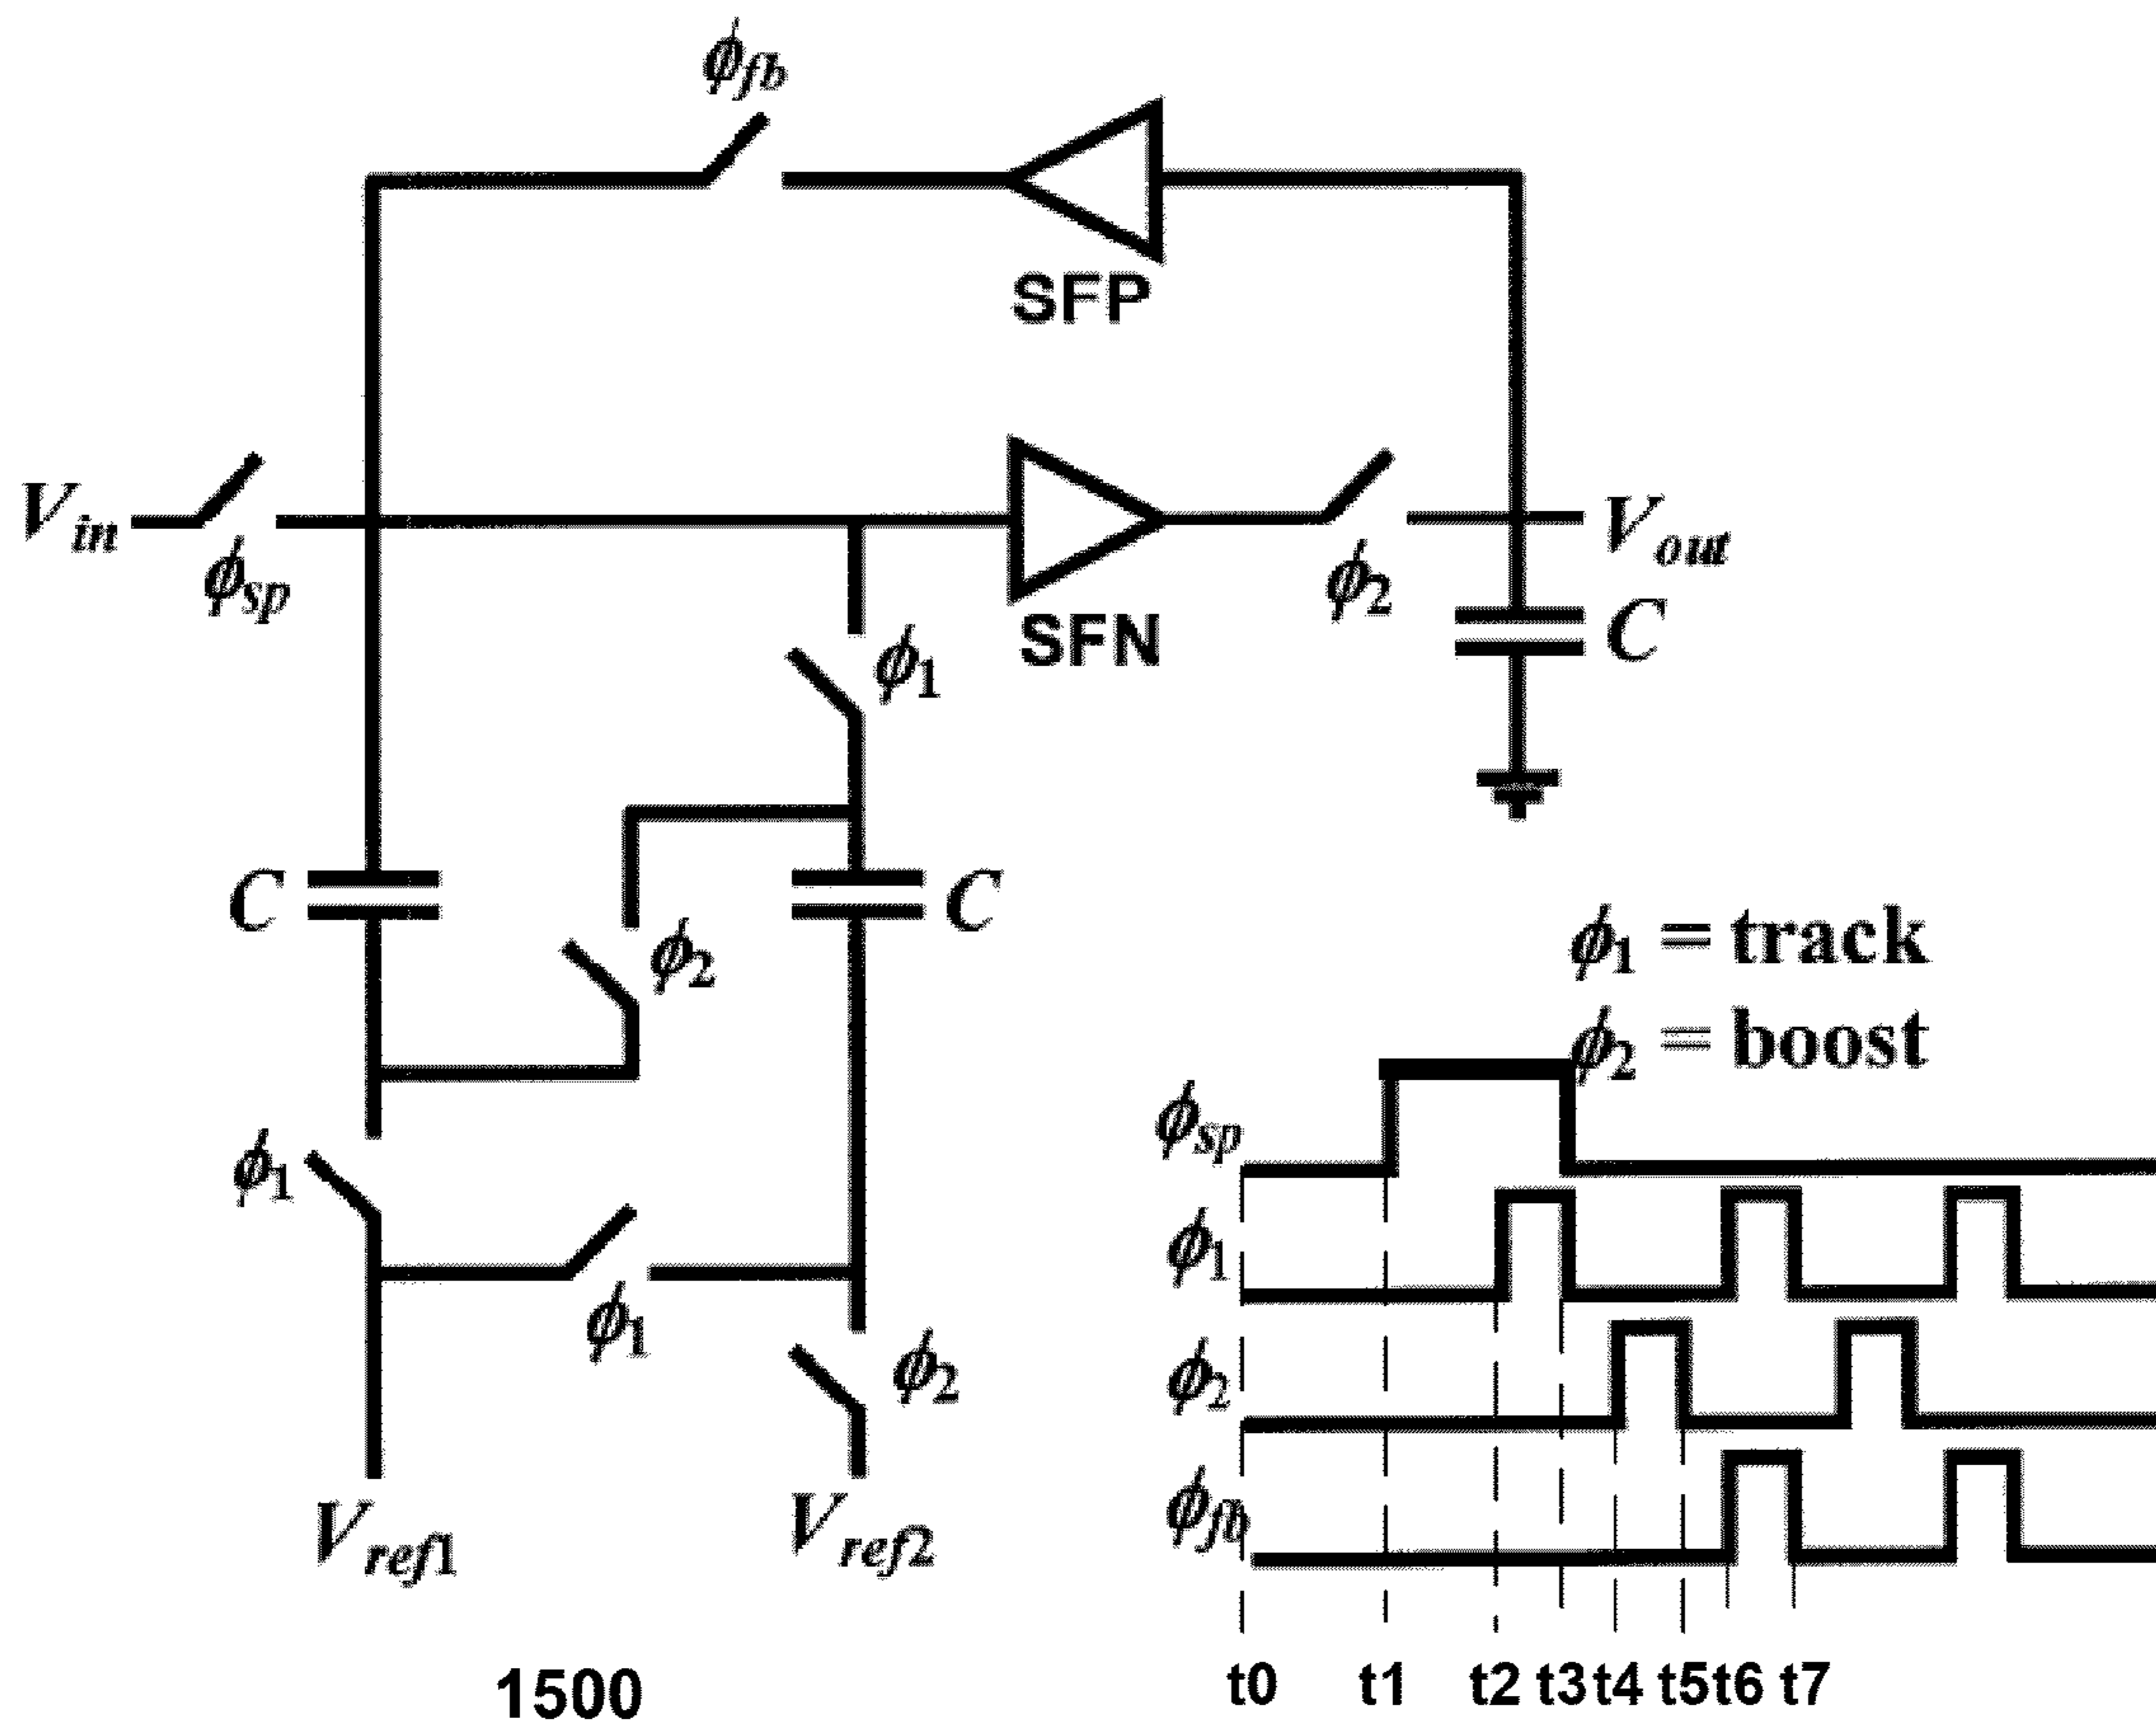 ϕfb
SFP
Vin
ϕsp
SFN
ϕ2
Vout
C
ϕ1
C
ϕ2
C
ϕ1 = track
ϕ2 = boost
ϕ1
ϕ1
ϕ2
Vref1
Vref2
ϕsp
ϕ1
ϕ2
ϕfb
t0 t1 t2 t3 t4 t5 t6 t7
1500